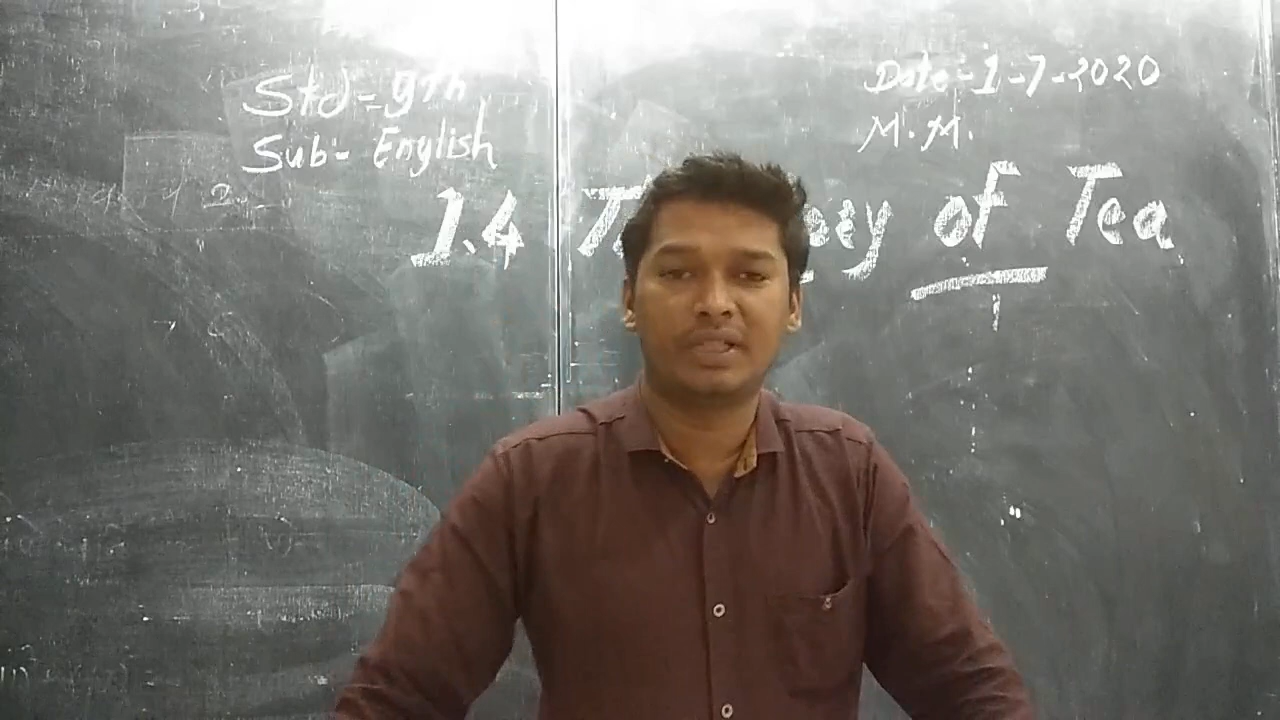 Std - 9th
Sub - English
Date - 1-7-2020
M.M.
1.4 of Tea